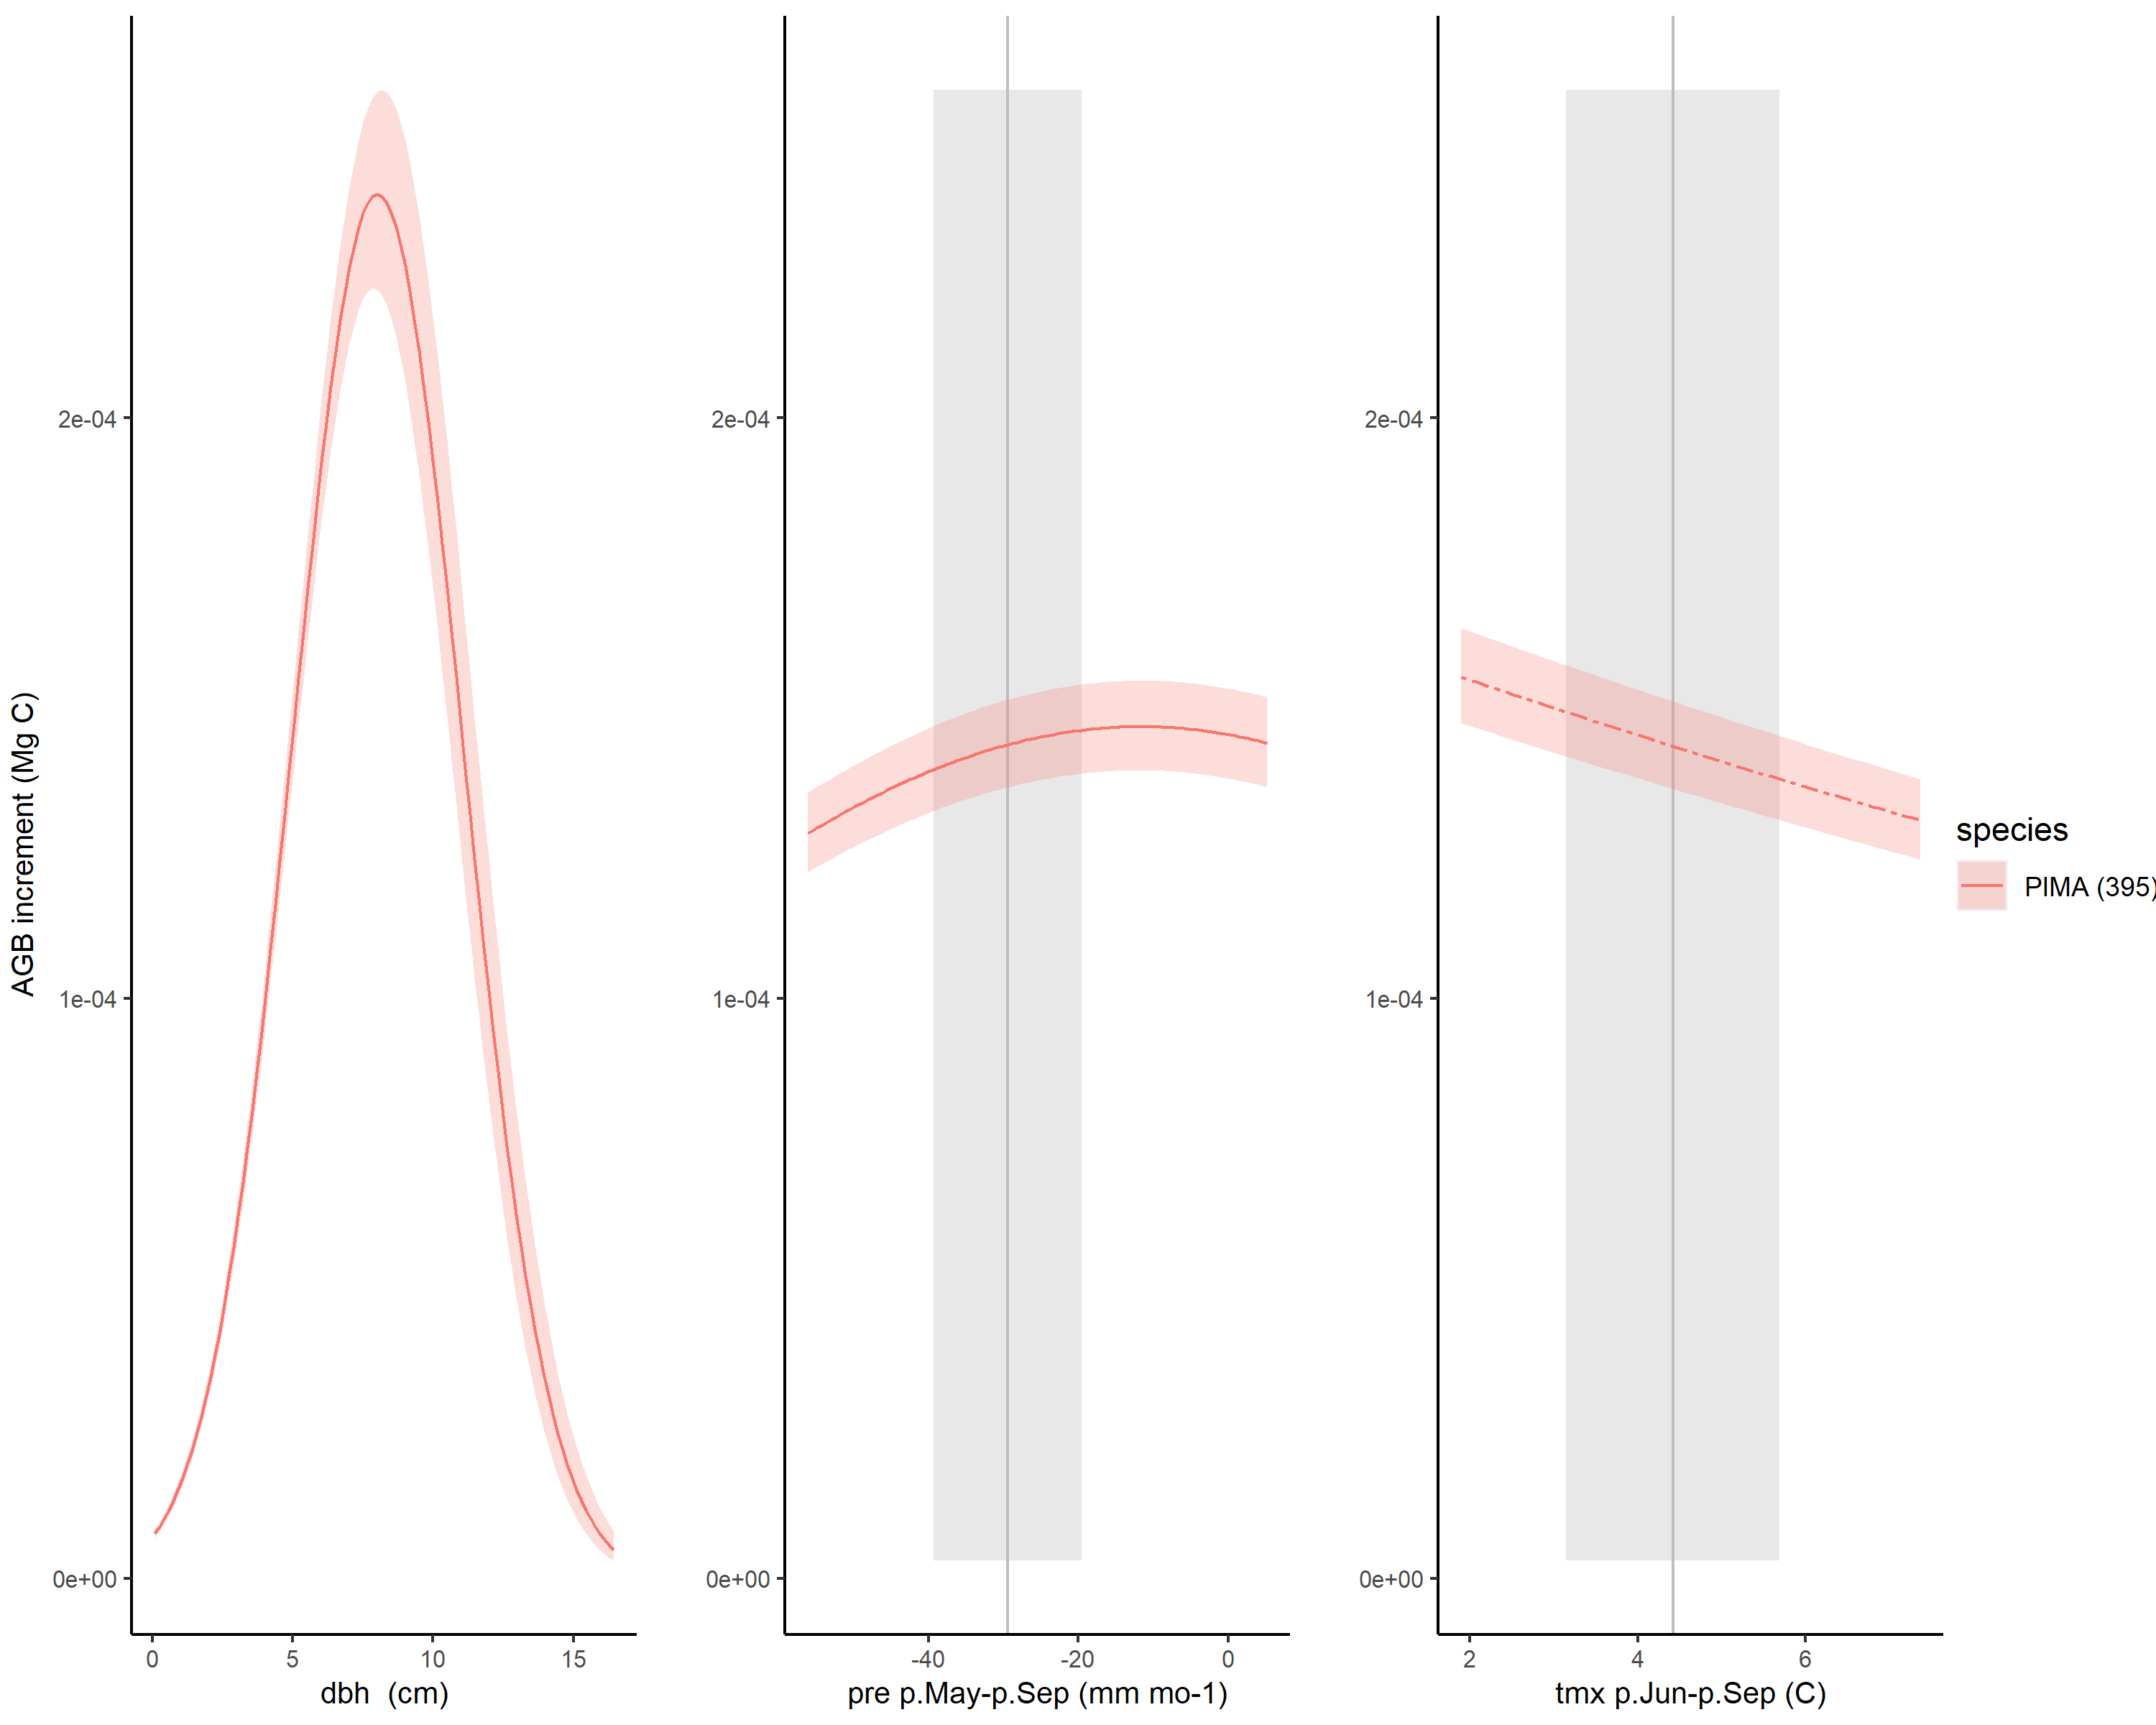 AGB increment (Mg C)
2e-04
1e-04
0e+00
0 5 10 15
dbh  (cm)
2e-04
1e-04
0e+00
-40 -20 0
pre p.May-p.Sep (mm mo-1)
2e-04
1e-04
0e+00
2 4 6
tmx p.Jun-p.Sep (C)
species
PIMA (395)